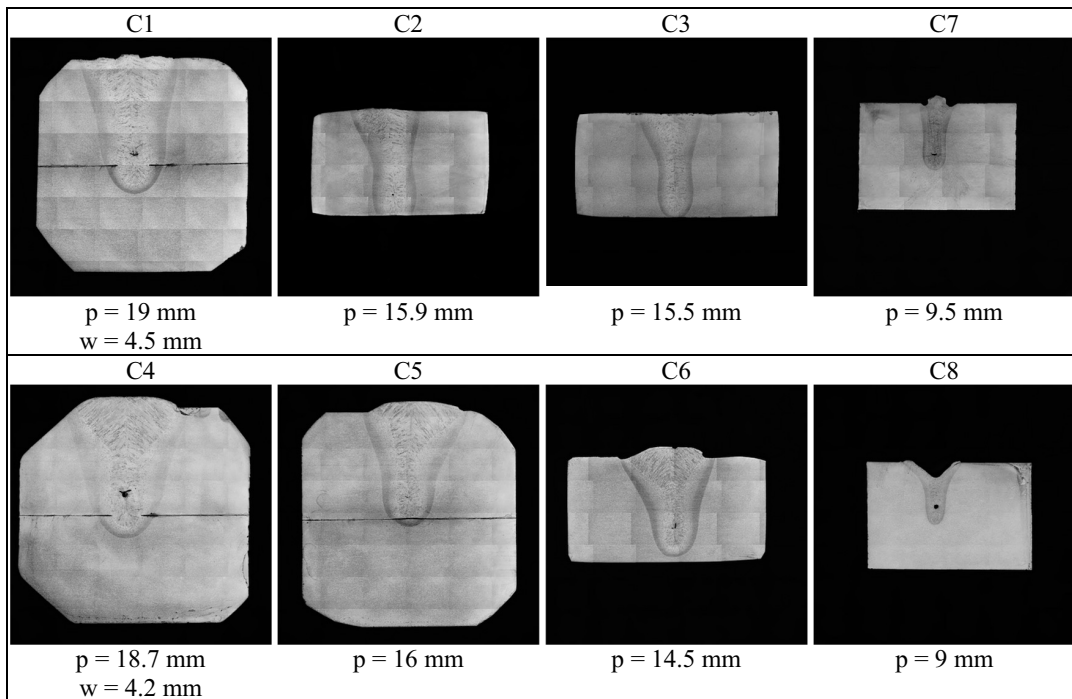 C1 C2 C3 C7
p = 19 mm p = 15.9 mm p = 15.5 mm p = 9.5 mm
w = 4.5 mm
C4 C5 C6 C8
p = 18.7 mm p = 16 mm p = 14.5 mm p = 9 mm
w = 4.2 mm